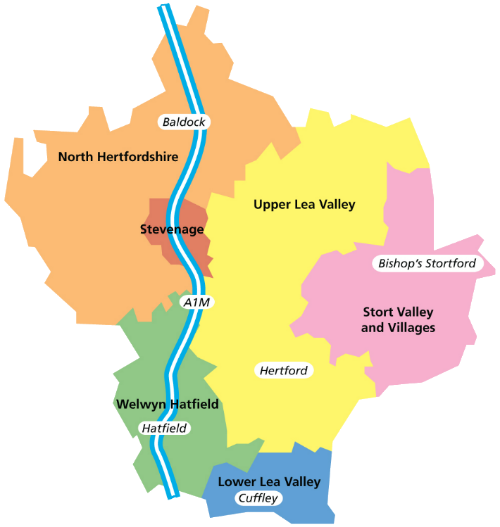 Baldock
North Hertfordshire
Upper Lea Valley
Stevenage
Bishop's Stortford
A1M
Stort Valley
and Villages
Hertford
Welwyn Hatfield
Hatfield
Lower Lea Valley
Cuffley